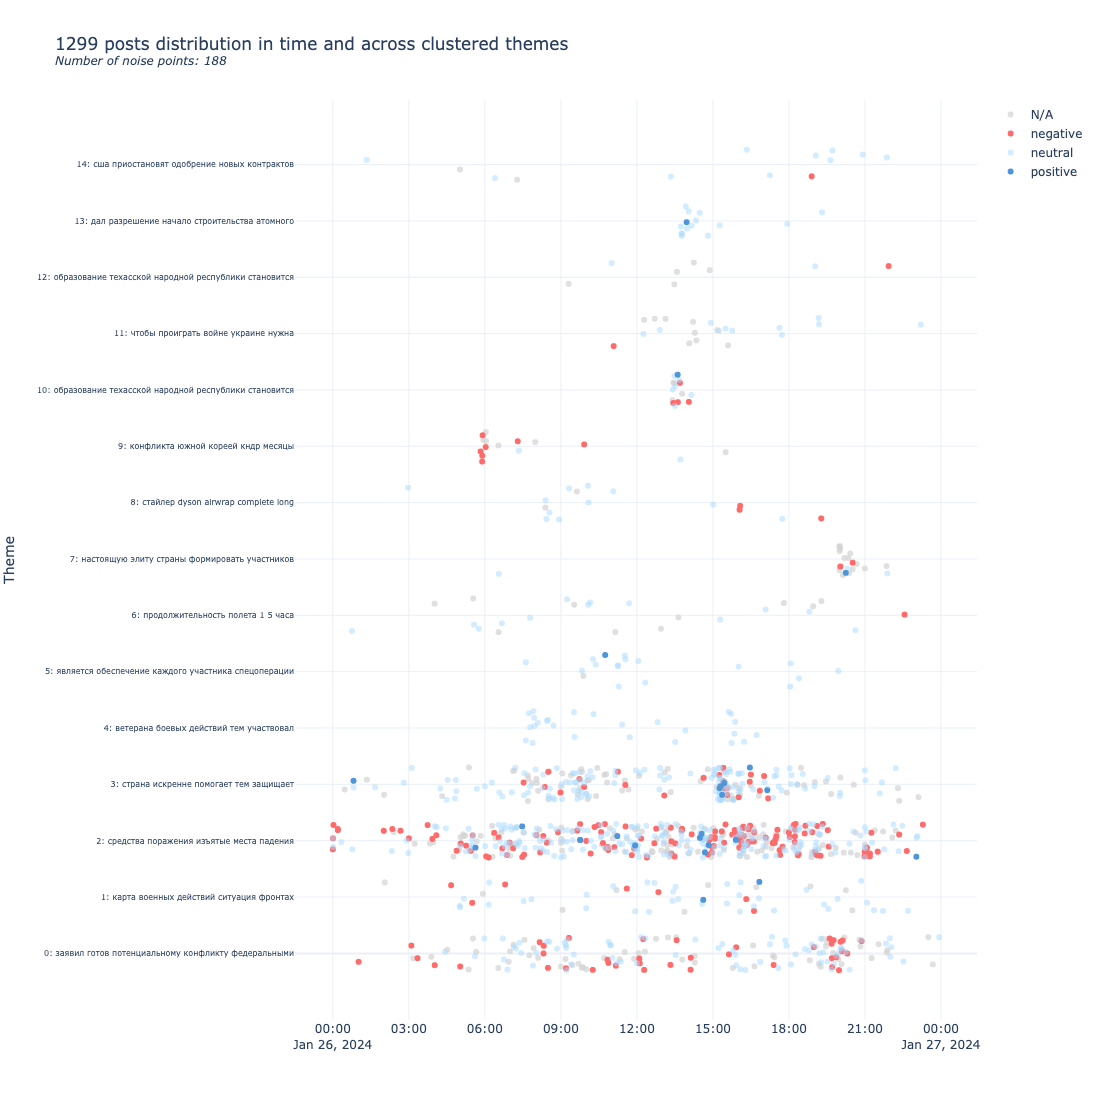 1299 posts distribution in time and across clustered themes
Number of noise points: 188
N/A
negative
neutral
positive
Theme
14: сша приостановят одобрение новых контрактов
13: дал разрешение начало строительства атомного
12: образование техасской народной республики становится
11: чтобы проиграть войне украине нужна
10: образование техасской народной республики становится
9: конфликта южной кореей кндр месяцы
8: стайлер dyson airwrap complete long
7: настоящую элиту страны формировать участников
6: продолжительность полета 1 5 часа
5: является обеспечение каждого участника спецоперации
4: ветерана боевых действий тем участвовал
3: страна искренне помогает тем защищает
2: средства поражения изъятые места падения
1: карта военных действий ситуация фронтах
0: заявил готов потенциальному конфликту федеральными
00:00 03:00 06:00 09:00 12:00 15:00 18:00 21:00 00:00
Jan 26, 2024 Jan 27, 2024